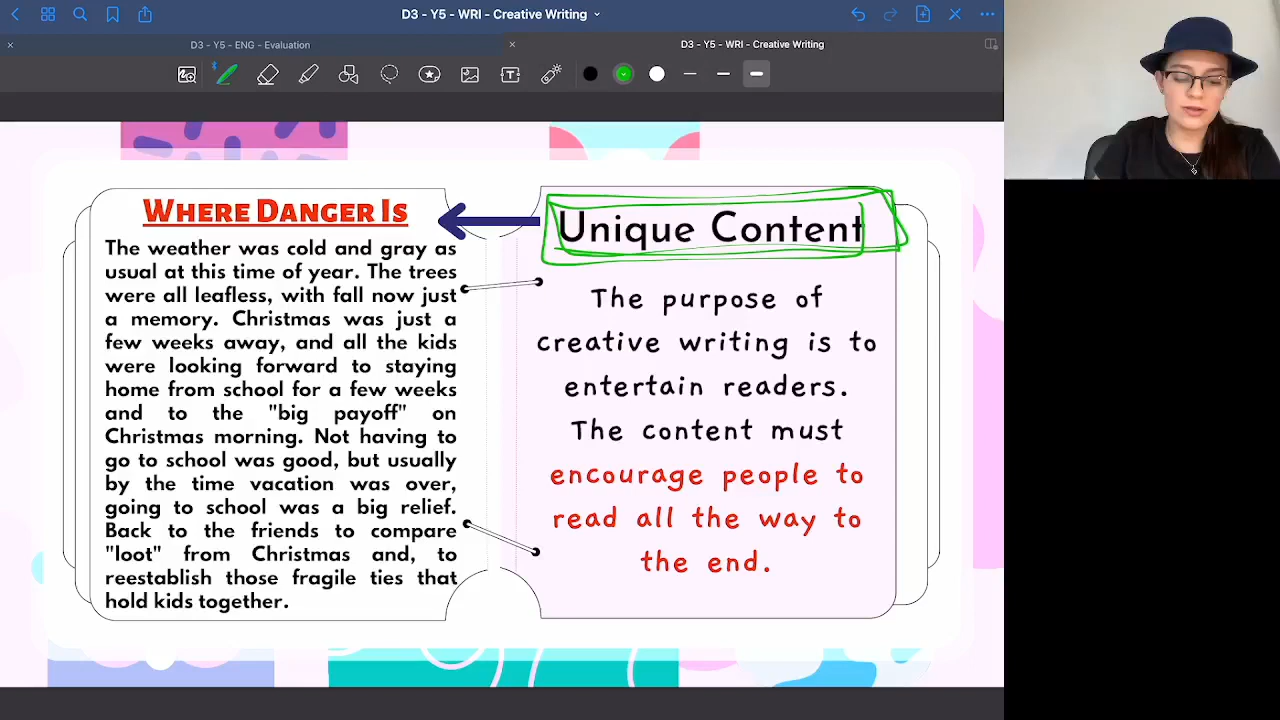 D3 - Y5 - WRI - Creative Writing
D3 - Y5 - ENG - Evaluation
D3 - Y5 - WRI - Creative Writing
WHERE DANGER IS
The weather was cold and gray as
usual at this time of year. The trees
were all leafless, with fall now just
a memory. Christmas was just a
few weeks away, and all the kids
were looking forward to staying
home from school for a few weeks
and to the "big payoff" on
Christmas morning. Not having to
go to school was good, but usually
by the time vacation was over,
going to school was a big relief.
Back to the friends to compare
"loot" from Christmas and, to
reestablish those fragile ties that
hold kids together.
Unique Content
The purpose of
creative writing is to
entertain readers.
The content must
encourage people to
read all the way to
the end.